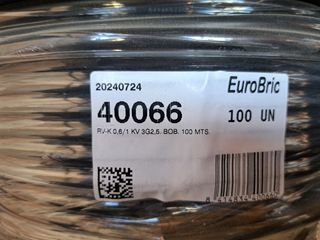 20240724
EuroBric
40066
100 UN
RV-K 0,6/1 KV 3G2,5. BOB. 100 MTS.